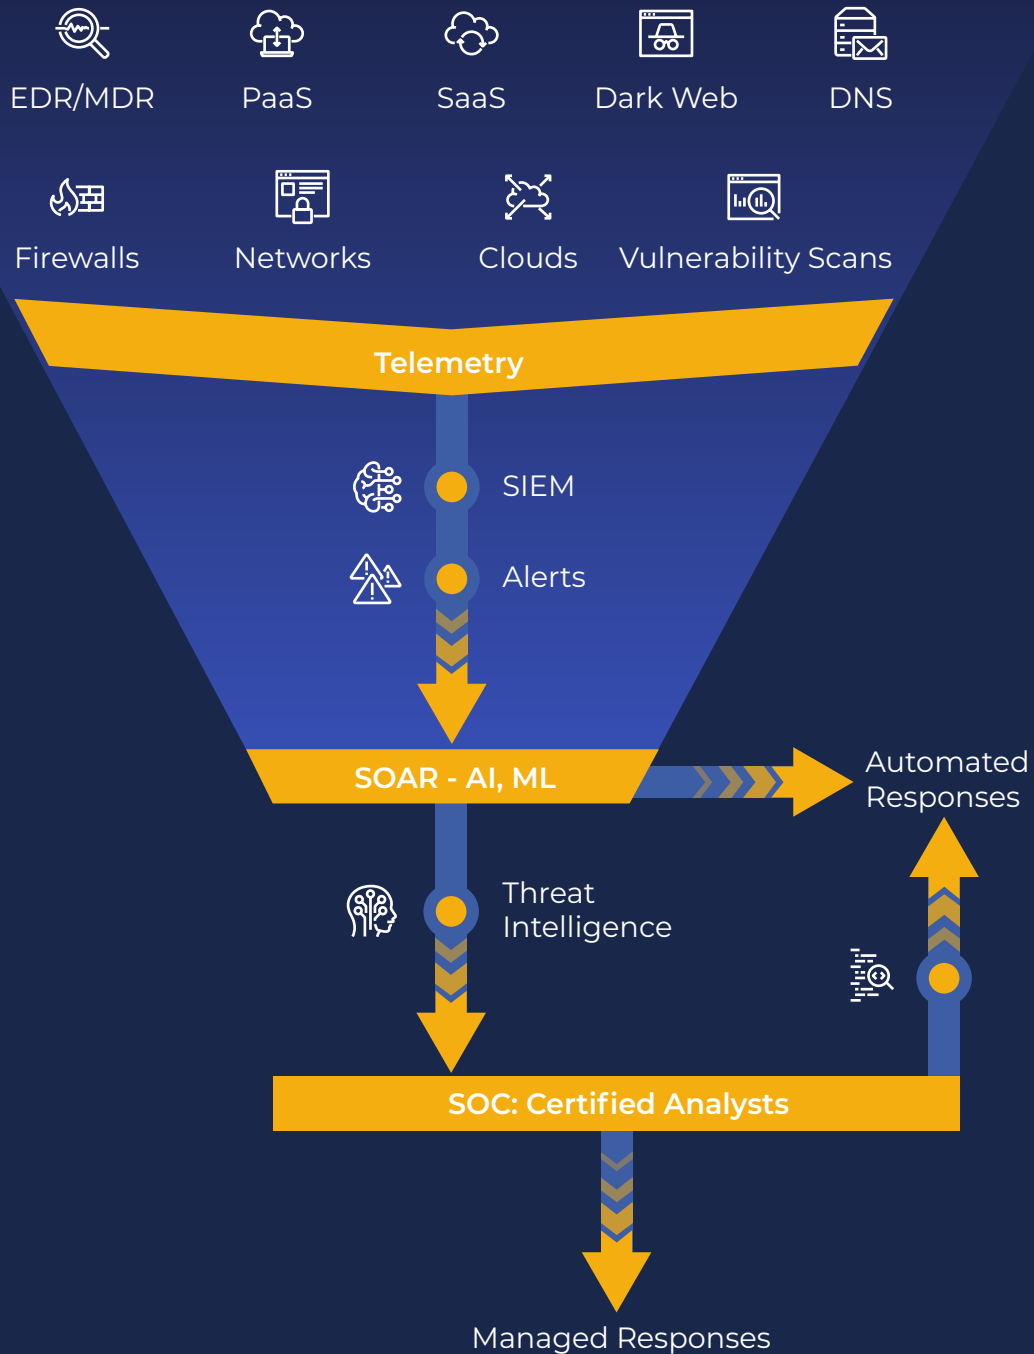 EDR/MDR
PaaS
SaaS
Dark Web
DNS
Firewalls
Networks
Clouds
Vulnerability Scans
Telemetry
SIEM
Alerts
SOAR - AI, ML
Automated
Responses
Threat
Intelligence
SOC: Certified Analysts
Managed Responses